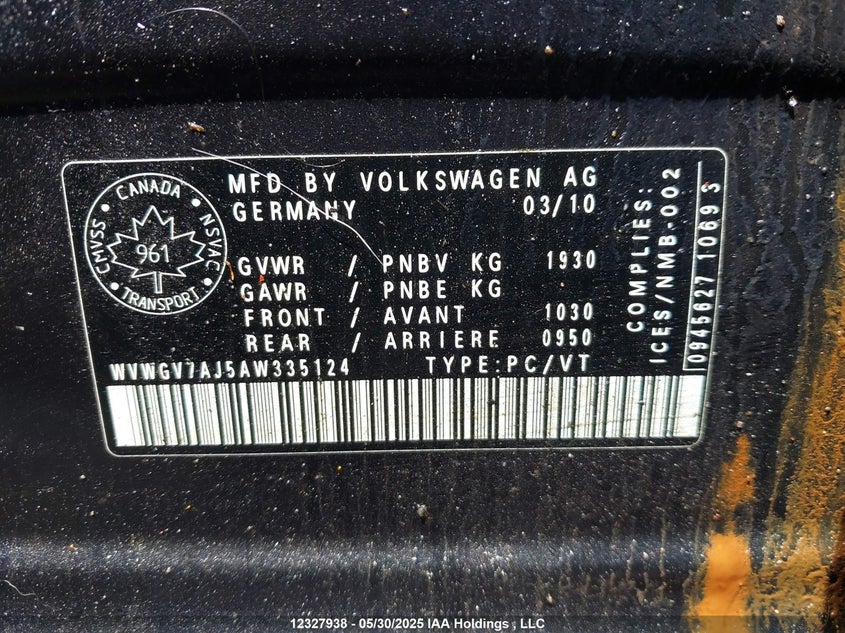 CANADA
CMVSS
NSVAC
961
TRANSPORT
MFD BY VOLKSWAGEN AG
GERMANY 03/10
GVWR / PNBV KG 1930
GAWR / PNBE KG
FRONT / AVANT 1030
REAR / ARRIERE 0950
WVWGV7AJ5AW335124 TYPE:PC/VT
COMPLIES:
ICES/NMB-002
0945627 1069 S
12327938 - 05/30/2025 IAA Holdings , LLC